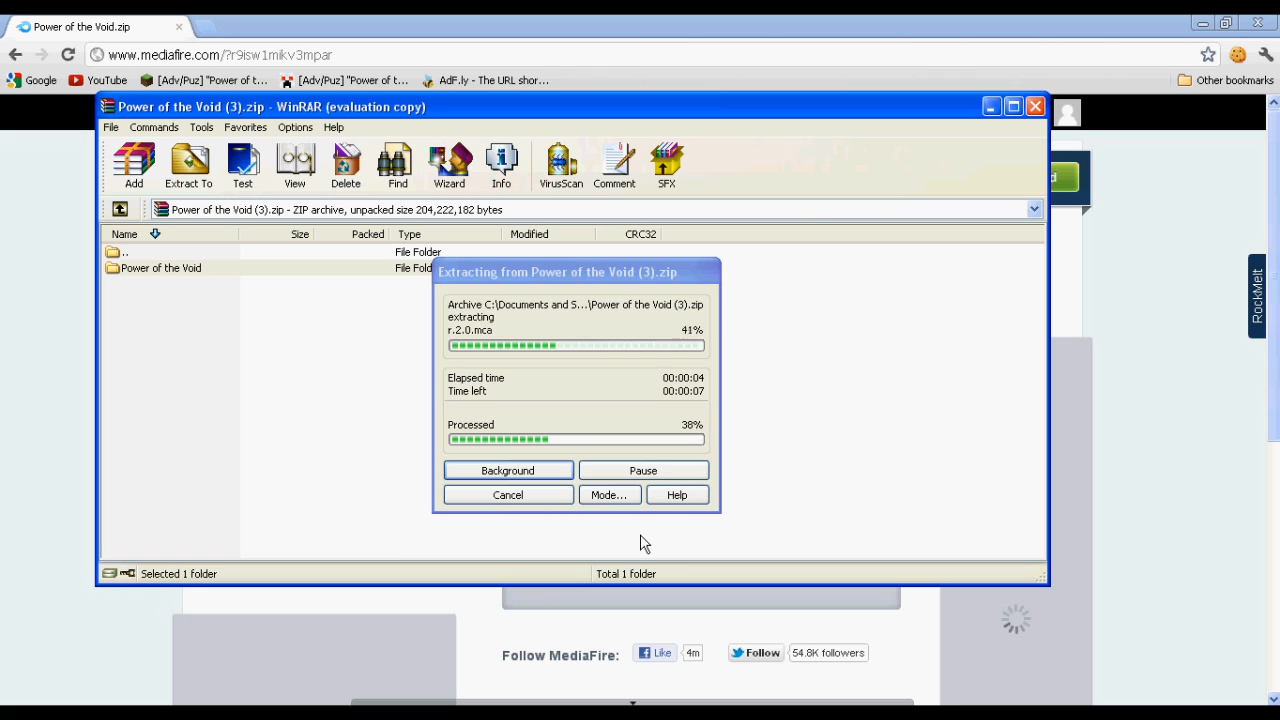 Power of the Void.zip
www.mediafire.com/?r9isw1mikv3mpar
Google YouTube [Adv/Puz] "Power of t... [Adv/Puz] "Power of t... AdF.ly - The URL shor... Other bookmarks
Power of the Void (3).zip - WinRAR (evaluation copy)
File Commands Tools Favorites Options Help
Add Extract To Test View Delete Find Wizard Info VirusScan Comment SFX
Power of the Void (3).zip - ZIP archive, unpacked size 204,222,182 bytes
Name Size Packed Type Modified CRC32
.. File Folder
Power of the Void File Fold
Extracting from Power of the Void (3).zip
Archive C:\Documents and S...\Power of the Void (3).zip
extracting
r.2.0.mca 41%
Elapsed time 00:00:04
Time left 00:00:07
Processed 38%
Background Pause
Cancel Mode... Help
Selected 1 folder Total 1 folder
d
RockMelt
Follow MediaFire: Like 4m Follow 54.8K followers